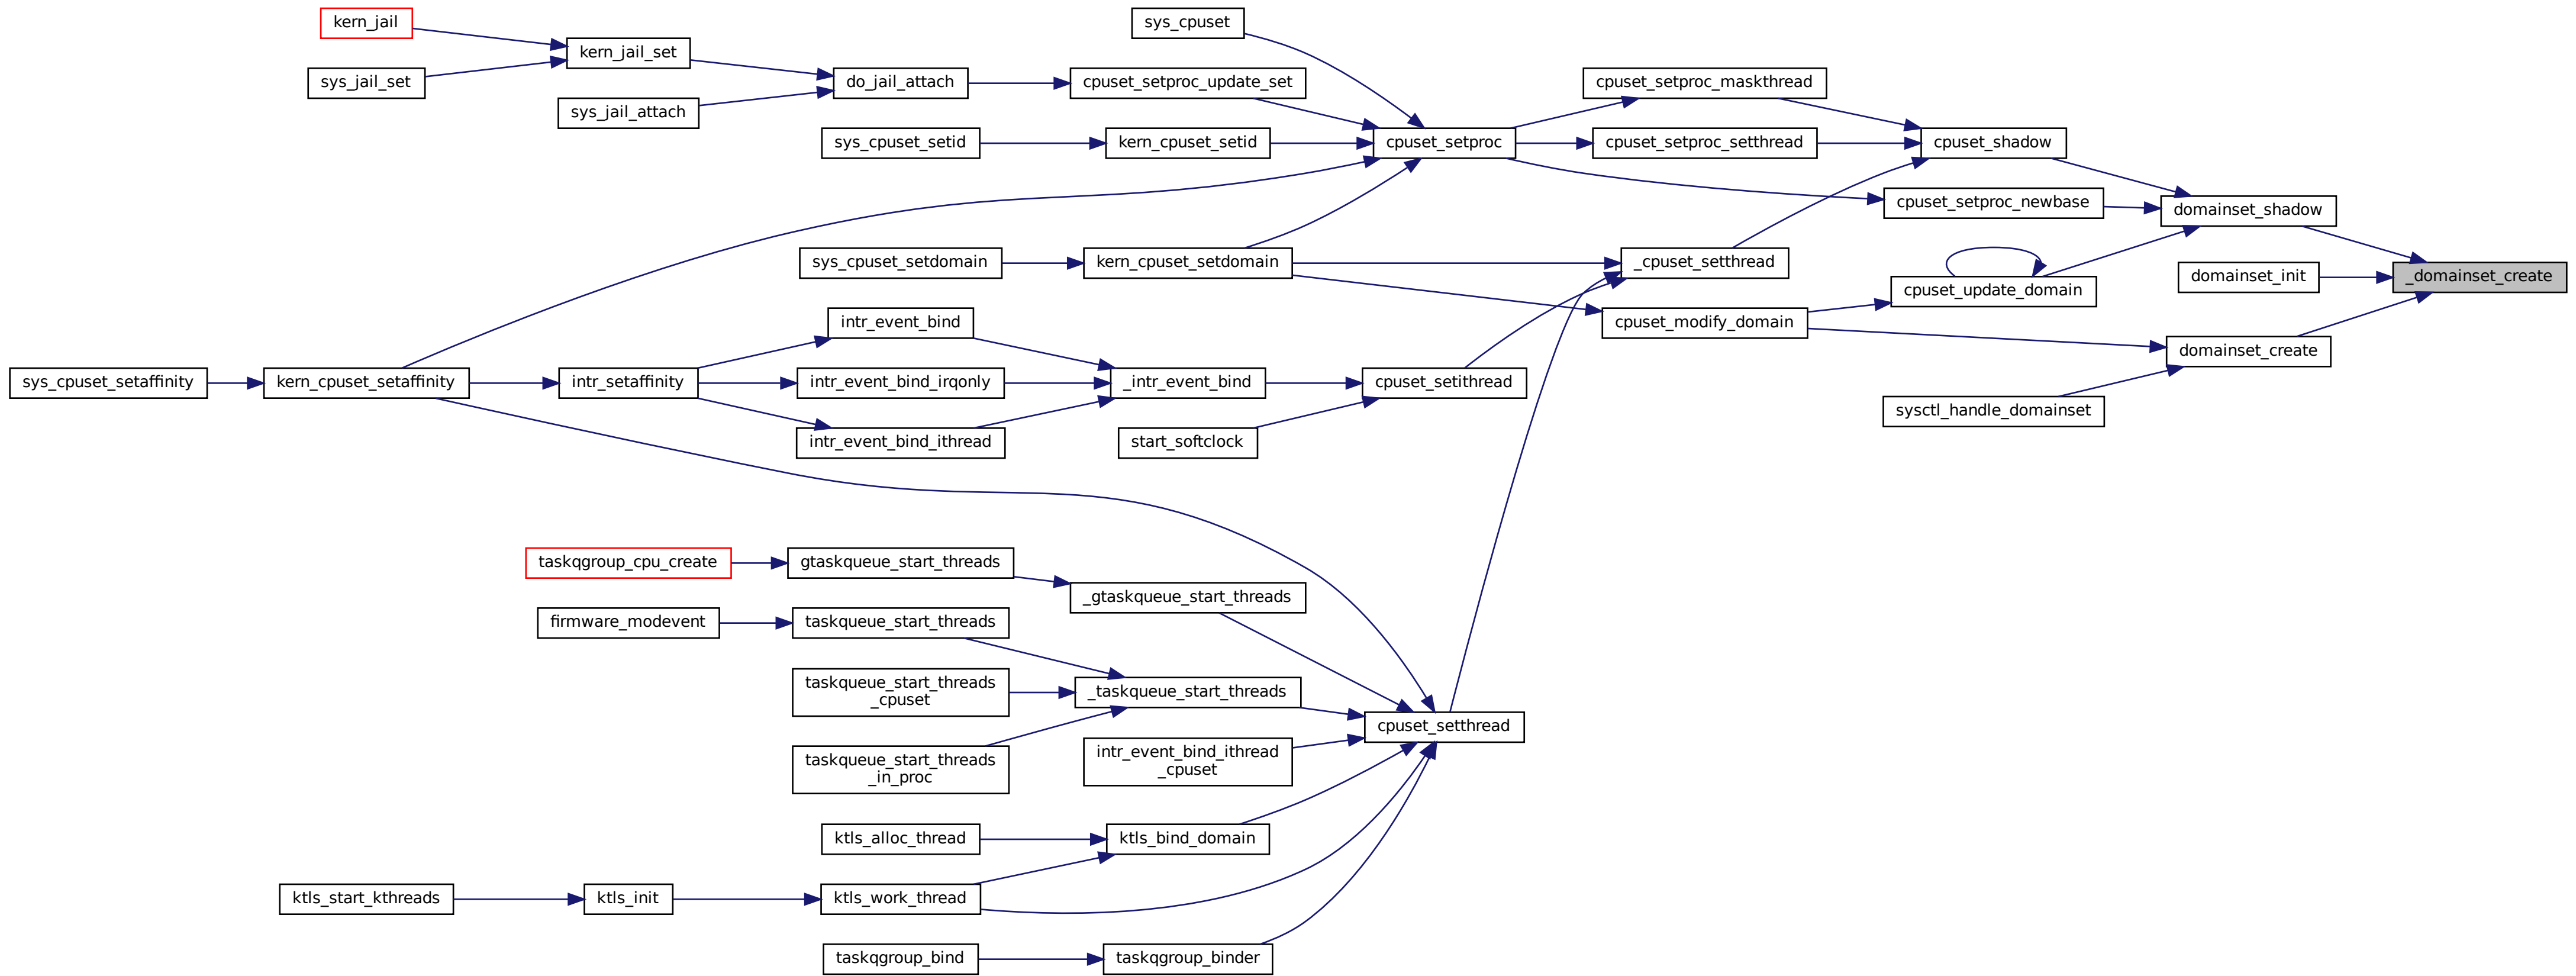 kern_jail
sys_cpuset
kern_jail_set
sys_jail_set
do_jail_attach
cpuset_setproc_update_set
cpuset_setproc_maskthread
sys_jail_attach
sys_cpuset_setid
kern_cpuset_setid
cpuset_setproc
cpuset_setproc_setthread
cpuset_shadow
cpuset_setproc_newbase
domainset_shadow
sys_cpuset_setdomain
kern_cpuset_setdomain
_cpuset_setthread
domainset_init
_domainset_create
cpuset_update_domain
intr_event_bind
cpuset_modify_domain
domainset_create
sys_cpuset_setaffinity
kern_cpuset_setaffinity
intr_setaffinity
intr_event_bind_irqonly
_intr_event_bind
cpuset_setithread
sysctl_handle_domainset
intr_event_bind_ithread
start_softclock
taskqgroup_cpu_create
gtaskqueue_start_threads
_gtaskqueue_start_threads
firmware_modevent
taskqueue_start_threads
taskqueue_start_threads
_cpuset
_taskqueue_start_threads
cpuset_setthread
taskqueue_start_threads
_in_proc
intr_event_bind_ithread
_cpuset
ktls_alloc_thread
ktls_bind_domain
ktls_start_kthreads
ktls_init
ktls_work_thread
taskqgroup_bind
taskqgroup_binder